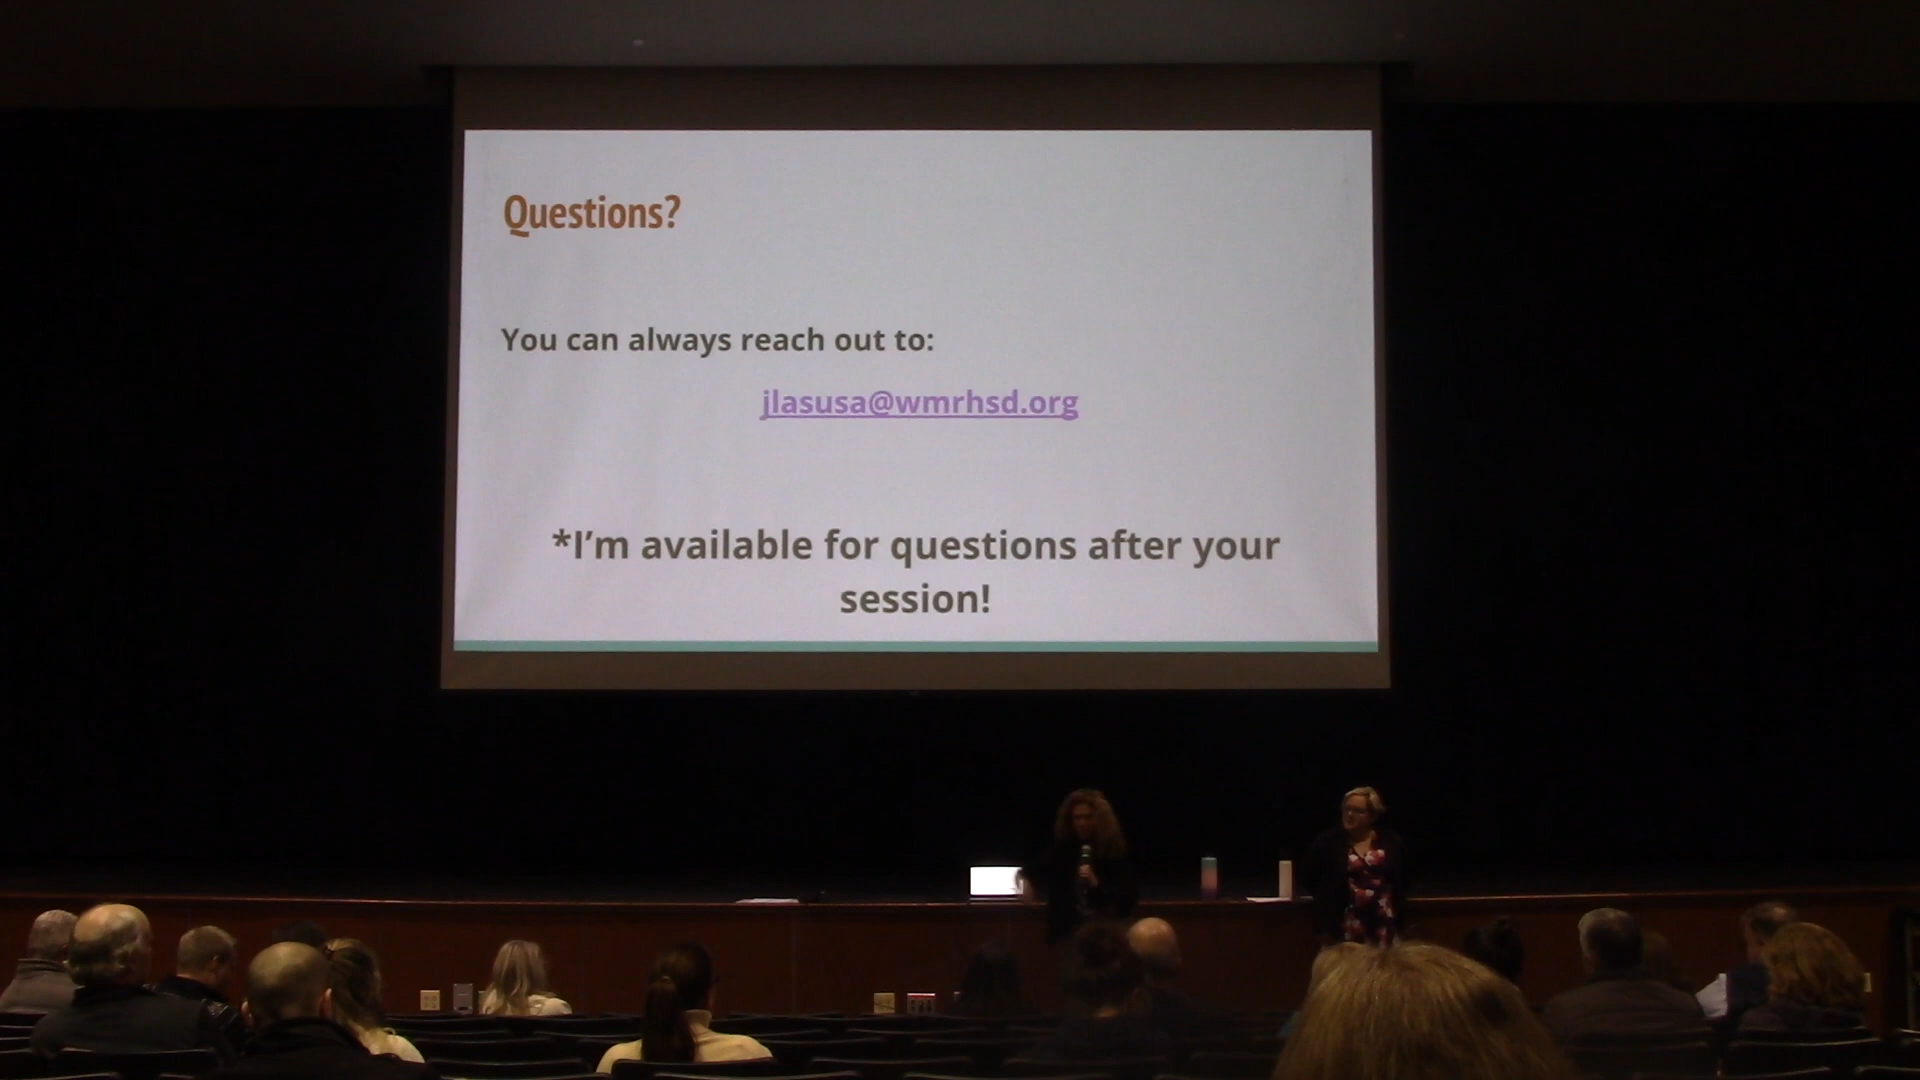 Questions?
You can always reach out to:
jlasusa@wmrhsd.org
*I'm available for questions after your
session!